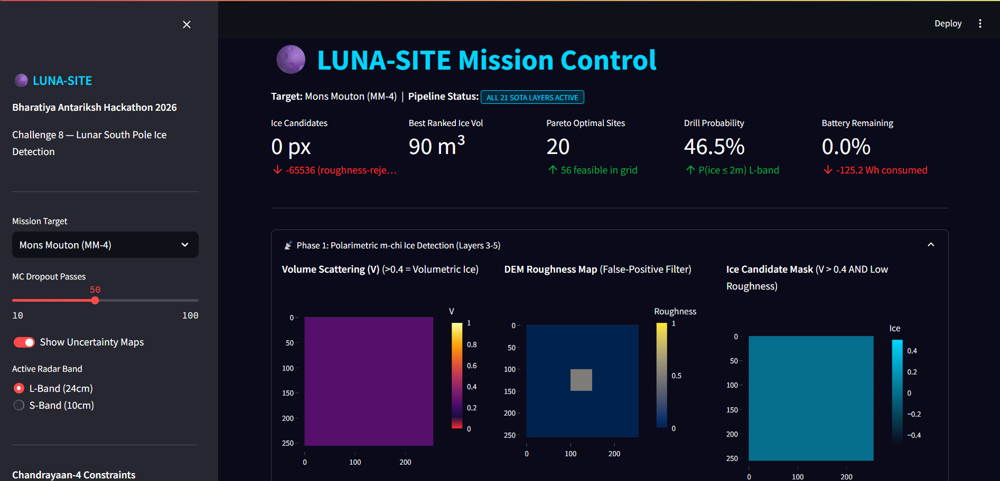 Deploy
LUNA-SITE
Bharatiya Antariksh Hackathon 2026
Challenge 8 — Lunar South Pole Ice
Detection
Mission Target
Mons Mouton (MM-4)
MC Dropout Passes
50
10 100
Show Uncertainty Maps
Active Radar Band
L-Band (24cm)
S-Band (10cm)
Chandrayaan-4 Constraints
LUNA-SITE Mission Control
Target: Mons Mouton (MM-4) | Pipeline Status: ALL 21 SOTA LAYERS ACTIVE
Ice Candidates
0 px
-65536 (roughness-reje…
Best Ranked Ice Vol
90 m³
Pareto Optimal Sites
20
56 feasible in grid
Drill Probability
46.5%
P(ice ≤ 2m) L-band
Battery Remaining
0.0%
-125.2 Wh consumed
Phase 1: Polarimetric m-chi Ice Detection (Layers 3-5)
Volume Scattering (V) (>0.4 = Volumetric Ice)
0
50
100
150
200
250
0 100 200
V
1
0.8
0.6
0.4
0.2
0
DEM Roughness Map (False-Positive Filter)
0
50
100
150
200
250
0 100 200
Roughness
1
0.5
0
Ice Candidate Mask (V > 0.4 AND Low
Roughness)
0
50
100
150
200
250
0 100 200
Ice
0.4
0.2
0
−0.2
−0.4